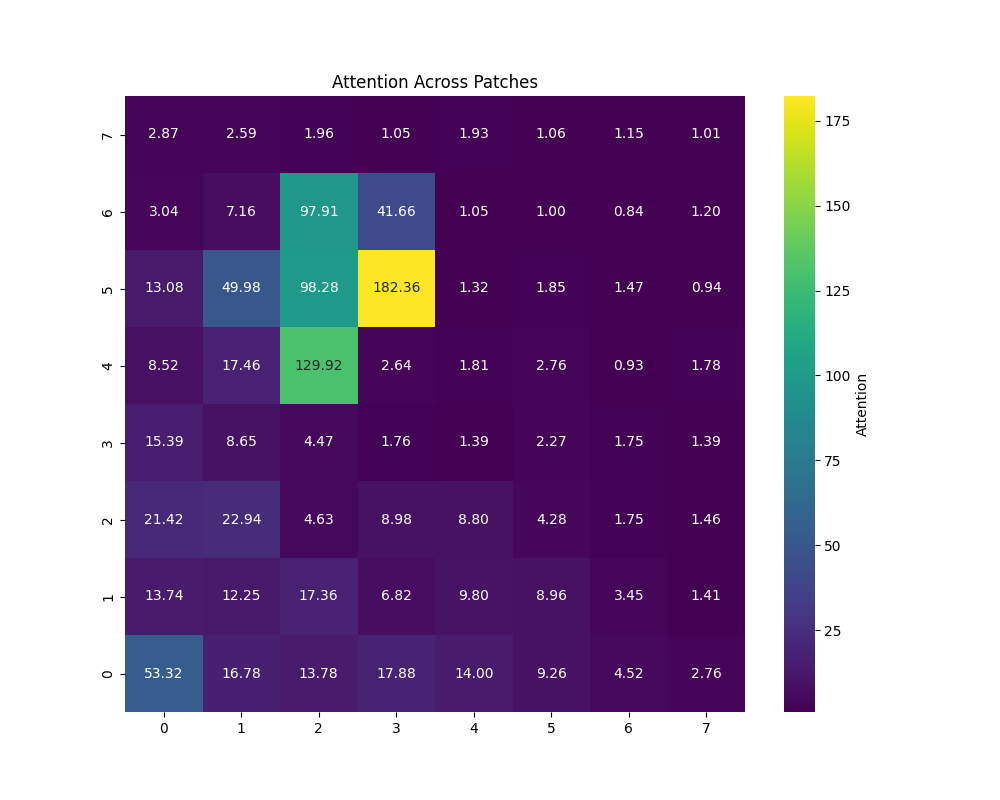 Attention Across Patches
7 2.87 2.59 1.96 1.05 1.93 1.06 1.15 1.01
6 3.04 7.16 97.91 41.66 1.05 1.00 0.84 1.20
5 13.08 49.98 98.28 182.36 1.32 1.85 1.47 0.94
4 8.52 17.46 129.92 2.64 1.81 2.76 0.93 1.78
3 15.39 8.65 4.47 1.76 1.39 2.27 1.75 1.39
2 21.42 22.94 4.63 8.98 8.80 4.28 1.75 1.46
1 13.74 12.25 17.36 6.82 9.80 8.96 3.45 1.41
0 53.32 16.78 13.78 17.88 14.00 9.26 4.52 2.76
0 1 2 3 4 5 6 7
175
150
125
100
75
50
25
Attention